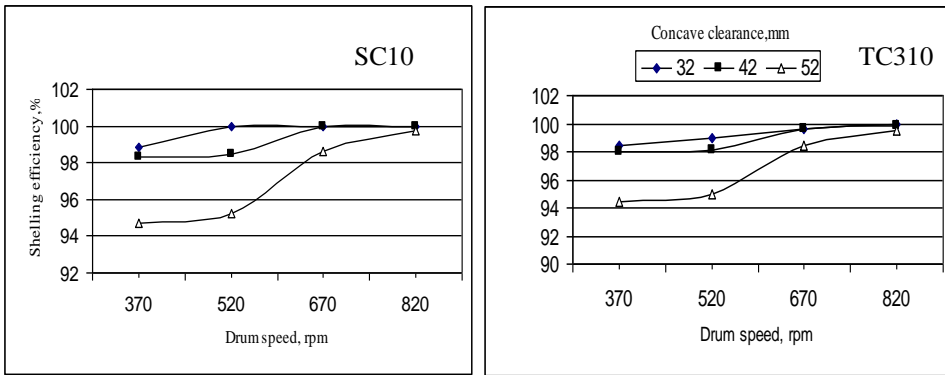 SC10
Shelling efficiency,%
102
100
98
96
94
92
370 520 670 820
Drum speed, rpm
Concave clearance,mm
32 42 52
TC310
102
100
98
96
94
92
90
370 520 670 820
Drum speed, rpm